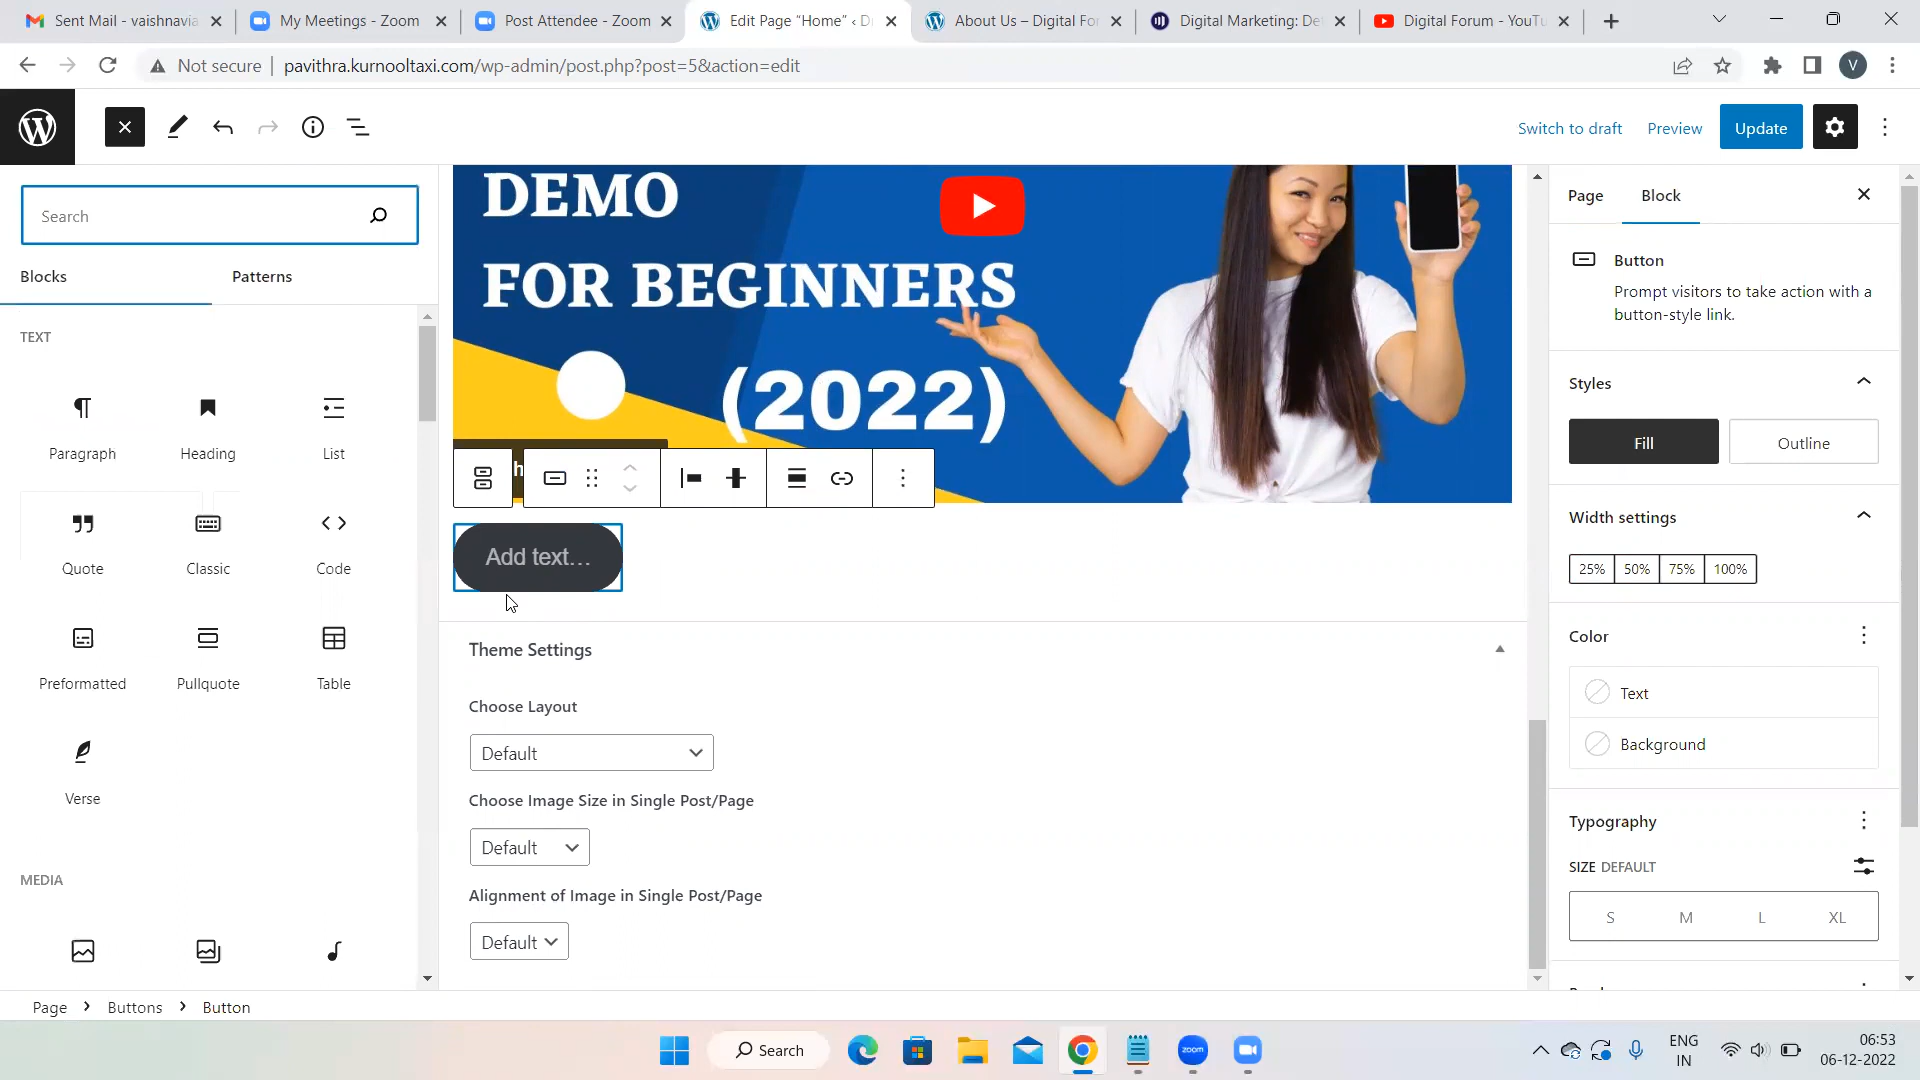 Sent Mail - vaishnavia
My Meetings - Zoom
Post Attendee - Zoom
Edit Page “Home” ‹ D
About Us – Digital Fo
Digital Marketing: De
Digital Forum - YouTu
Not secure
pavithra.kurnooltaxi.com/wp-admin/post.php?post=5&action=edit
V
Switch to draft
Preview
Update
Search
Blocks
Patterns
TEXT
Paragraph
Heading
List
Quote
Classic
Code
Preformatted
Pullquote
Table
Verse
MEDIA
DEMO
FOR BEGINNERS
(2022)
Add text...
Theme Settings
Choose Layout
Default
Choose Image Size in Single Post/Page
Default
Alignment of Image in Single Post/Page
Default
Page
Block
Button
Prompt visitors to take action with a
button-style link.
Styles
Fill
Outline
Width settings
25%
50%
75%
100%
Color
Text
Background
Typography
SIZE DEFAULT
S
M
L
XL
Page
Buttons
Button
Search
zoom
ENG
IN
06:53
06-12-2022